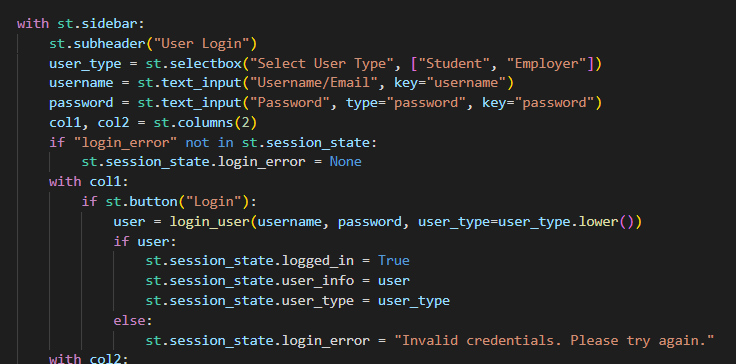 with st.sidebar:
    st.subheader("User Login")
    user_type = st.selectbox("Select User Type", ["Student", "Employer"])
    username = st.text_input("Username/Email", key="username")
    password = st.text_input("Password", type="password", key="password")
    col1, col2 = st.columns(2)
    if "login_error" not in st.session_state:
        st.session_state.login_error = None
    with col1:
        if st.button("Login"):
            user = login_user(username, password, user_type=user_type.lower())
            if user:
                st.session_state.logged_in = True
                st.session_state.user_info = user
                st.session_state.user_type = user_type
            else:
                st.session_state.login_error = "Invalid credentials. Please try again."
    with col2: